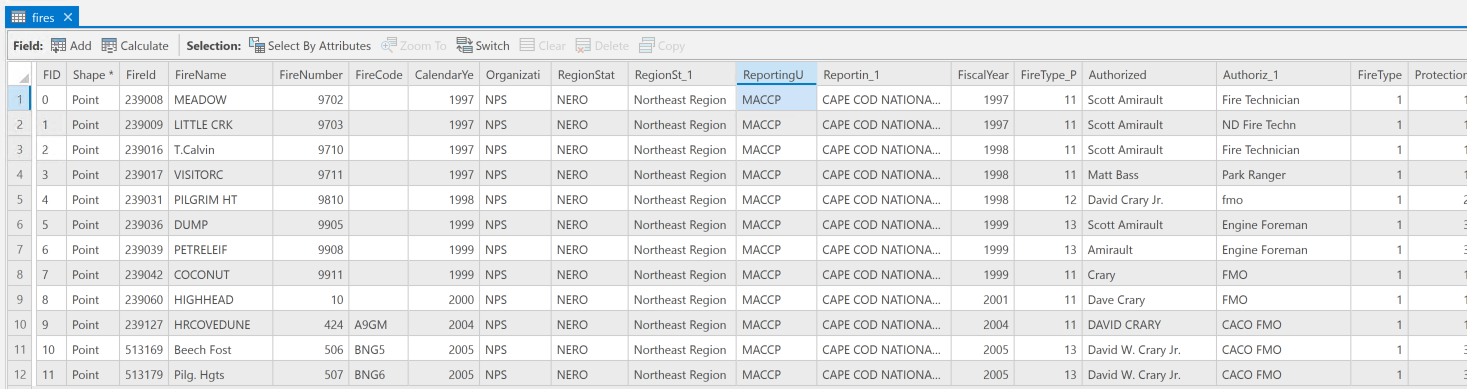 fires ×
Field: Add Calculate Selection: Select By Attributes Zoom To Switch Clear Delete Copy
FID Shape * FireId FireName FireNumber FireCode CalendarYe Organizati RegionStat RegionSt_1 ReportingU Reportin_1 FiscalYear FireType_P Authorized Authoriz_1 FireType Protection
1 0 Point 239008 MEADOW 9702 1997 NPS NERO Northeast Region MACCP CAPE COD NATIONA... 1997 11 Scott Amirault Fire Technician 1 1
2 1 Point 239009 LITTLE CRK 9703 1997 NPS NERO Northeast Region MACCP CAPE COD NATIONA... 1997 11 Scott Amirault ND Fire Techn 1 1
3 2 Point 239016 T.Calvin 9710 1997 NPS NERO Northeast Region MACCP CAPE COD NATIONA... 1998 11 Scott Amirault Fire Technician 1 1
4 3 Point 239017 VISITORC 9711 1997 NPS NERO Northeast Region MACCP CAPE COD NATIONA... 1998 11 Matt Bass Park Ranger 1 1
5 4 Point 239031 PILGRIM HT 9810 1998 NPS NERO Northeast Region MACCP CAPE COD NATIONA... 1998 12 David Crary Jr. fmo 1 2
6 5 Point 239036 DUMP 9905 1999 NPS NERO Northeast Region MACCP CAPE COD NATIONA... 1999 13 Scott Amirault Engine Foreman 1 3
7 6 Point 239039 PETRELEIF 9908 1999 NPS NERO Northeast Region MACCP CAPE COD NATIONA... 1999 13 Amirault Engine Foreman 1 3
8 7 Point 239042 COCONUT 9911 1999 NPS NERO Northeast Region MACCP CAPE COD NATIONA... 1999 11 Crary FMO 1 1
9 8 Point 239060 HIGHHEAD 10 2000 NPS NERO Northeast Region MACCP CAPE COD NATIONA... 2001 11 Dave Crary FMO 1 1
10 9 Point 239127 HRCOVEDUNE 424 A9GM 2004 NPS NERO Northeast Region MACCP CAPE COD NATIONA... 2004 11 DAVID CRARY CACO FMO 1 1
11 10 Point 513169 Beech Fost 506 BNG5 2005 NPS NERO Northeast Region MACCP CAPE COD NATIONA... 2005 13 David W. Crary Jr. CACO FMO 1 3
12 11 Point 513179 Pilg. Hgts 507 BNG6 2005 NPS NERO Northeast Region MACCP CAPE COD NATIONA... 2005 13 David W. Crary Jr. CACO FMO 1 3